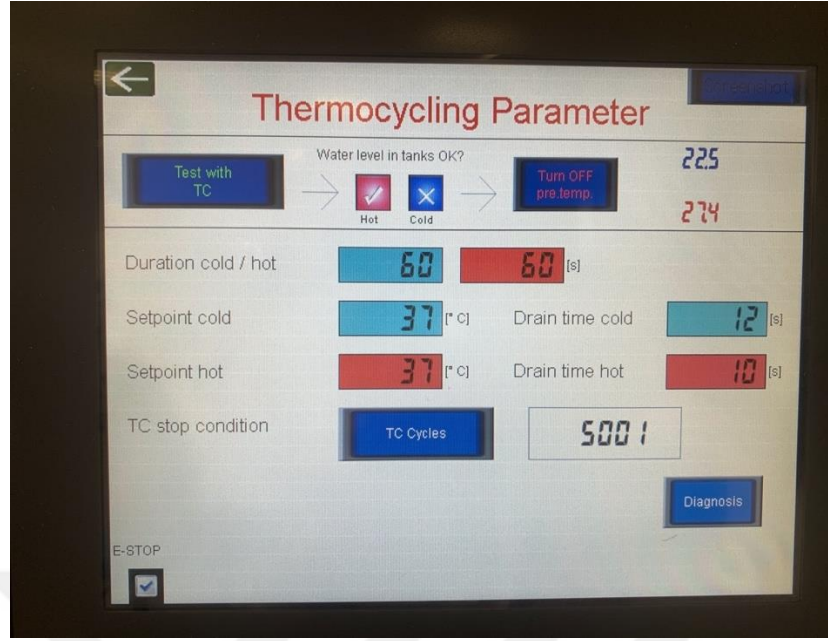 Thermocycling Parameter
Test with
TC
Water level in tanks OK?
Hot Cold
Turn OFF
pre.temp.
22.5
27.4
Duration cold / hot 60 60 [s]
Setpoint cold 37 [° C] Drain time cold 12 [s]
Setpoint hot 37 [° C] Drain time hot 10 [s]
TC stop condition TC Cycles 5001
Diagnosis
E-STOP